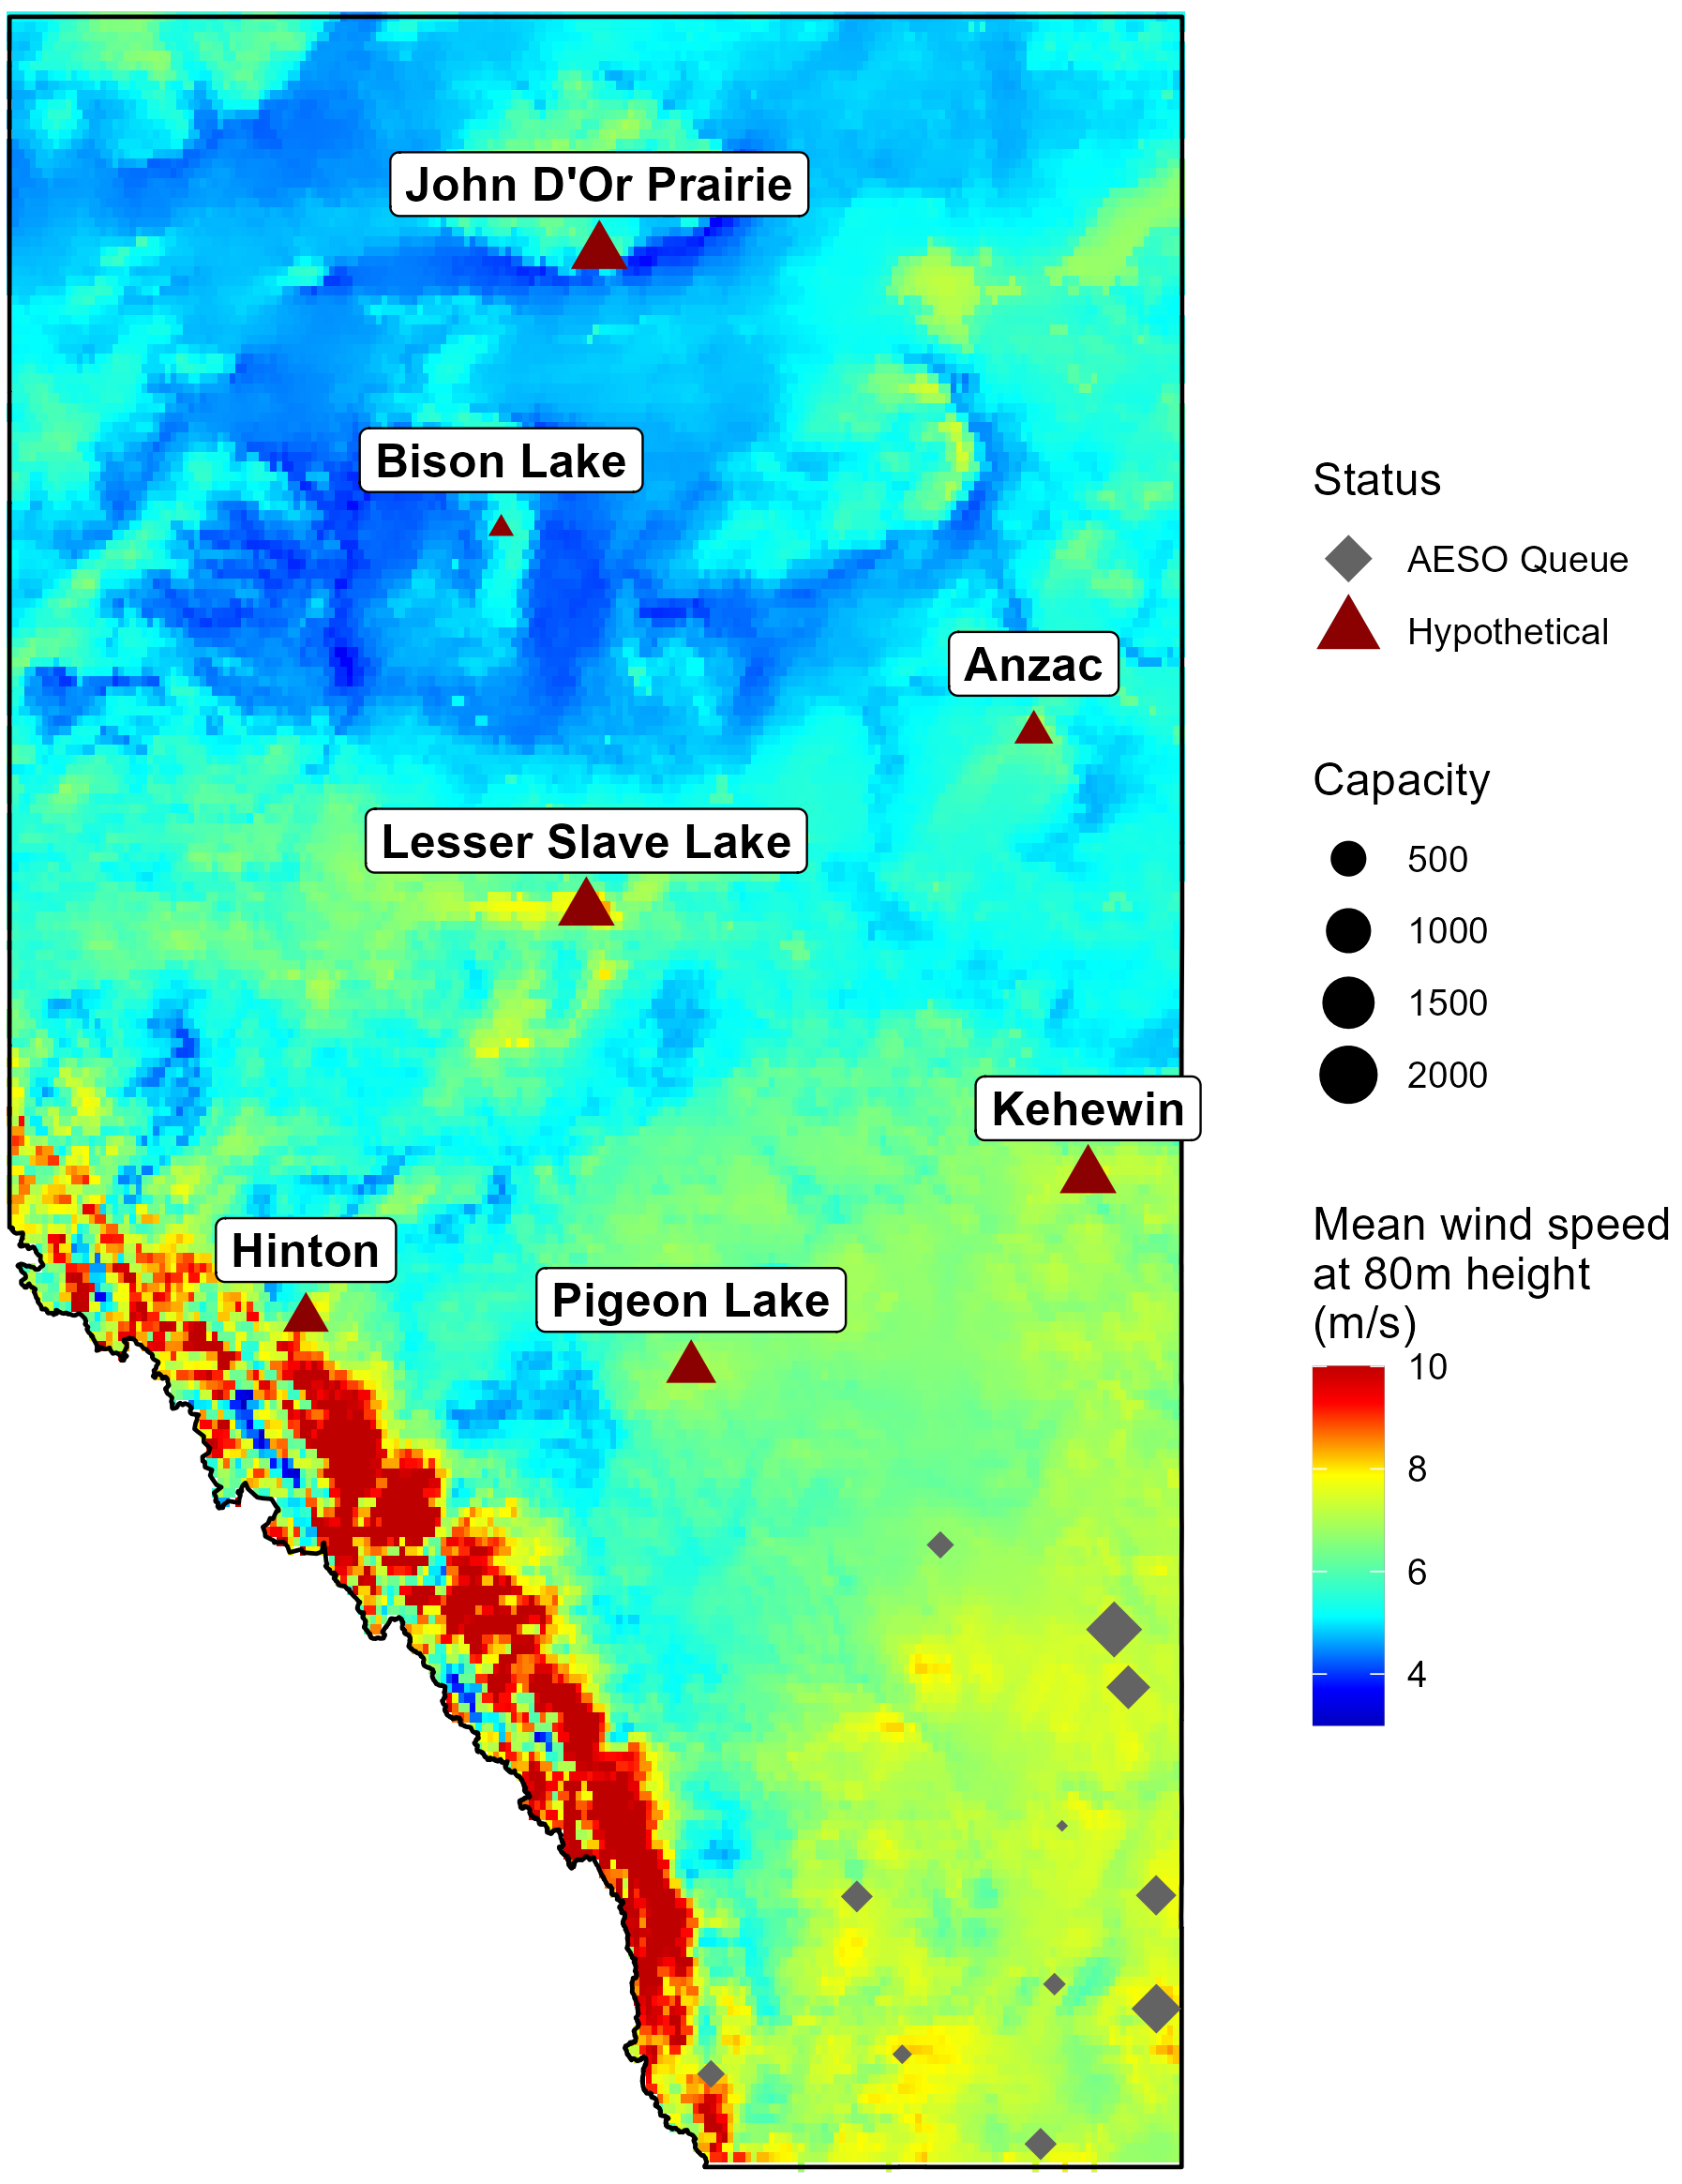 John D'Or Prairie
Bison Lake
Anzac
Lesser Slave Lake
Kehewin
Hinton
Pigeon Lake
Status
AESO Queue
Hypothetical
Capacity
500
1000
1500
2000
Mean wind speed
at 80m height
(m/s)
10
8
6
4